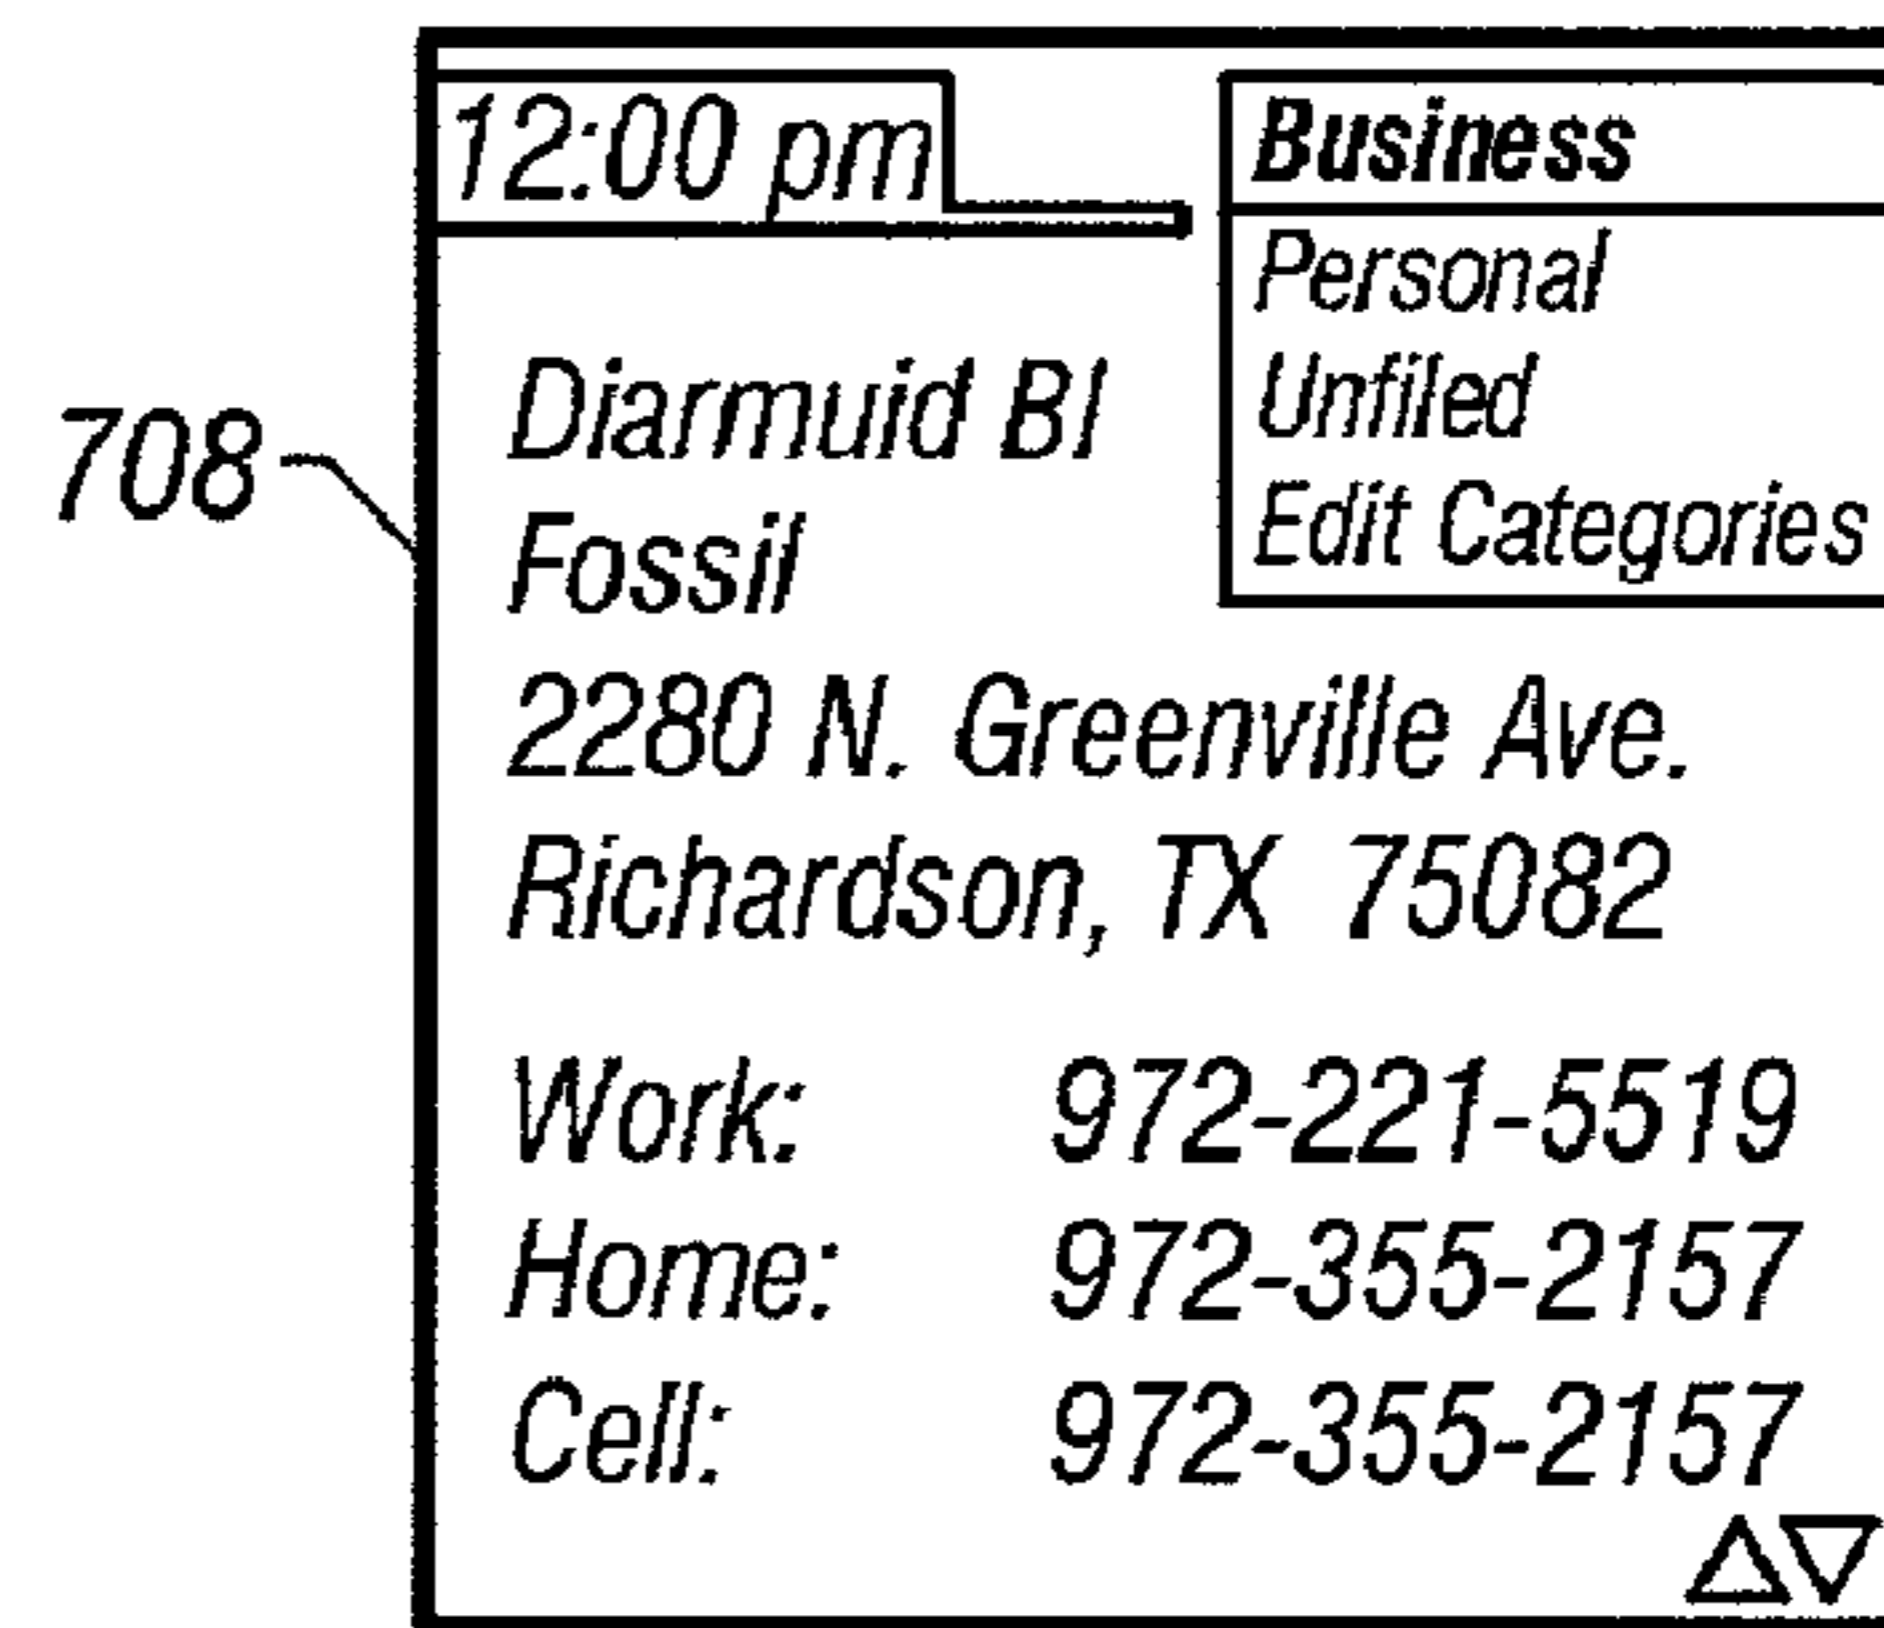 12:00 pm
Business
Personal
Unfiled
Edit Categories
708
Diarmuid Bl
Fossil
2280 N. Greenville Ave.
Richardson, TX 75082
Work: 972-221-5519
Home: 972-355-2157
Cell: 972-355-2157